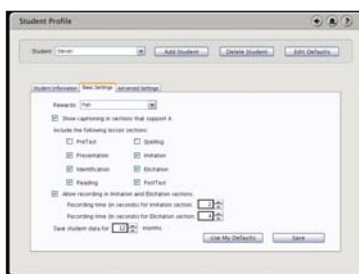 Student Profile
Student: Steven Add Student Delete Student Edit Defaults
Student Information Basic Settings Advanced Settings
Rewards: Fish
Show captioning in sections that support it.
Include the following lesson sections:
PreTest Spelling
Presentation Imitation
Identification Elicitation
Reading PostTest
Allow recording in Imitation and Elicitation sections:
Recording time (in seconds) for Imitation section: 2
Recording time (in seconds) for Elicitation section: 4
Save student data for 12 months.
Use My Defaults Save